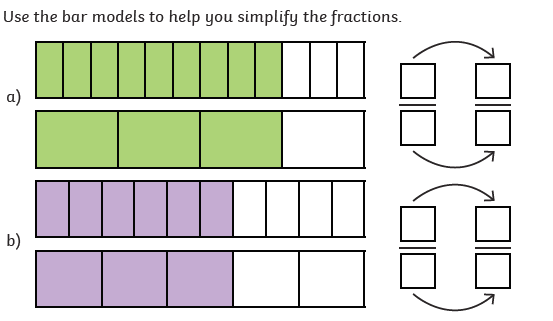 Use the bar models to help you simplify the fractions.
a)
b)